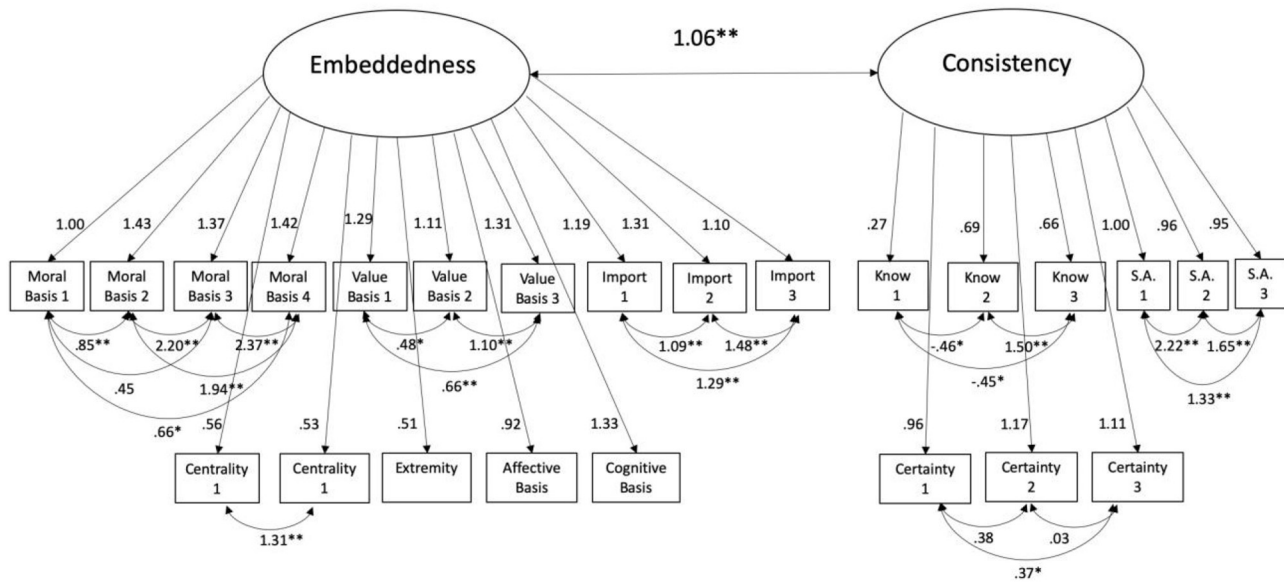 1.06**
Embeddedness
Consistency
1.00
1.43
1.37
1.42
1.29
1.11
1.31
1.19
1.31
1.10
.27
.69
.66
1.00
.96
.95
Moral
Basis 1
Moral
Basis 2
Moral
Basis 3
Moral
Basis 4
Value
Basis 1
Value
Basis 2
Value
Basis 3
Import
1
Import
2
Import
3
Know
1
Know
2
Know
3
S.A.
1
S.A.
2
S.A.
3
.85**
2.20**
2.37**
.48*
1.10**
1.09**
1.48**
-.46*
1.50**
2.22**
1.65**
.45
1.94**
.66**
1.29**
-.45*
1.33**
.66*
.56
.53
.51
.92
1.33
.96
1.17
1.11
Centrality
1
Centrality
1
Extremity
Affective
Basis
Cognitive
Basis
Certainty
1
Certainty
2
Certainty
3
1.31**
.38
.03
.37*